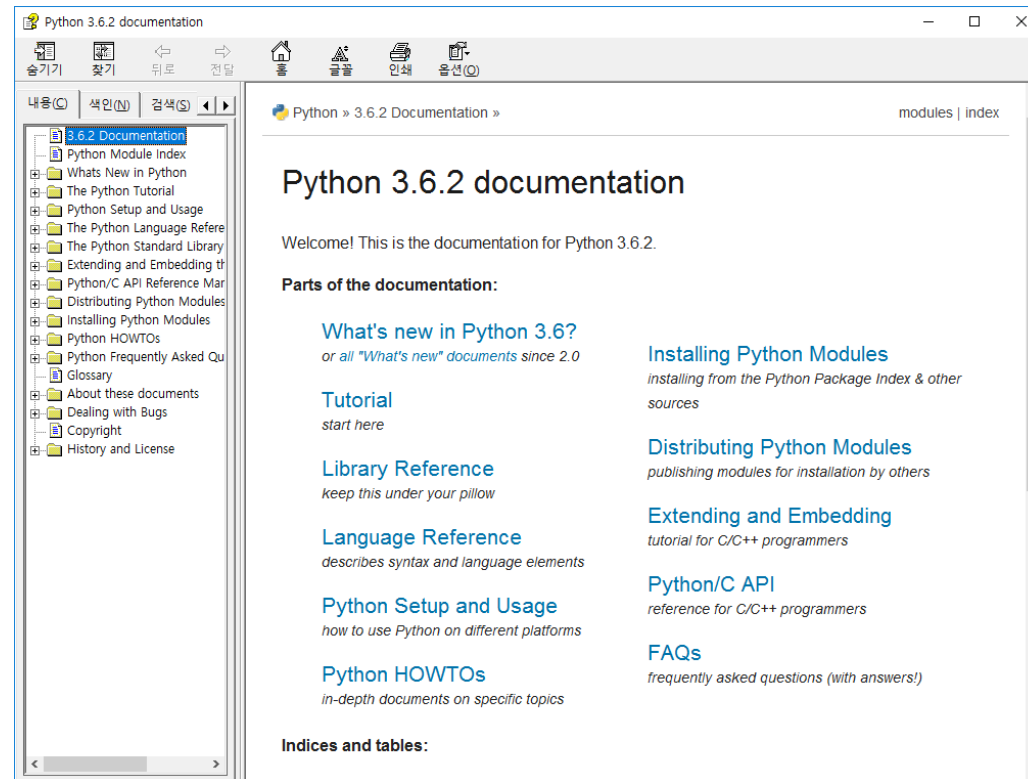 Python 3.6.2 documentation
숨기기 찾기 뒤로 전달 홈 글꼴 인쇄 옵션(O)
내용(C) 색인(N) 검색(S)
3.6.2 Documentation
Python Module Index
Whats New in Python
The Python Tutorial
Python Setup and Usage
The Python Language Refere
The Python Standard Library
Extending and Embedding th
Python/C API Reference Mar
Distributing Python Modules
Installing Python Modules
Python HOWTOs
Python Frequently Asked Qu
Glossary
About these documents
Dealing with Bugs
Copyright
History and License
Python » 3.6.2 Documentation »
modules | index
Python 3.6.2 documentation
Welcome! This is the documentation for Python 3.6.2.
Parts of the documentation:
What's new in Python 3.6?
or all "What's new" documents since 2.0
Tutorial
start here
Library Reference
keep this under your pillow
Language Reference
describes syntax and language elements
Python Setup and Usage
how to use Python on different platforms
Python HOWTOs
in-depth documents on specific topics
Installing Python Modules
installing from the Python Package Index & other
sources
Distributing Python Modules
publishing modules for installation by others
Extending and Embedding
tutorial for C/C++ programmers
Python/C API
reference for C/C++ programmers
FAQs
frequently asked questions (with answers!)
Indices and tables: